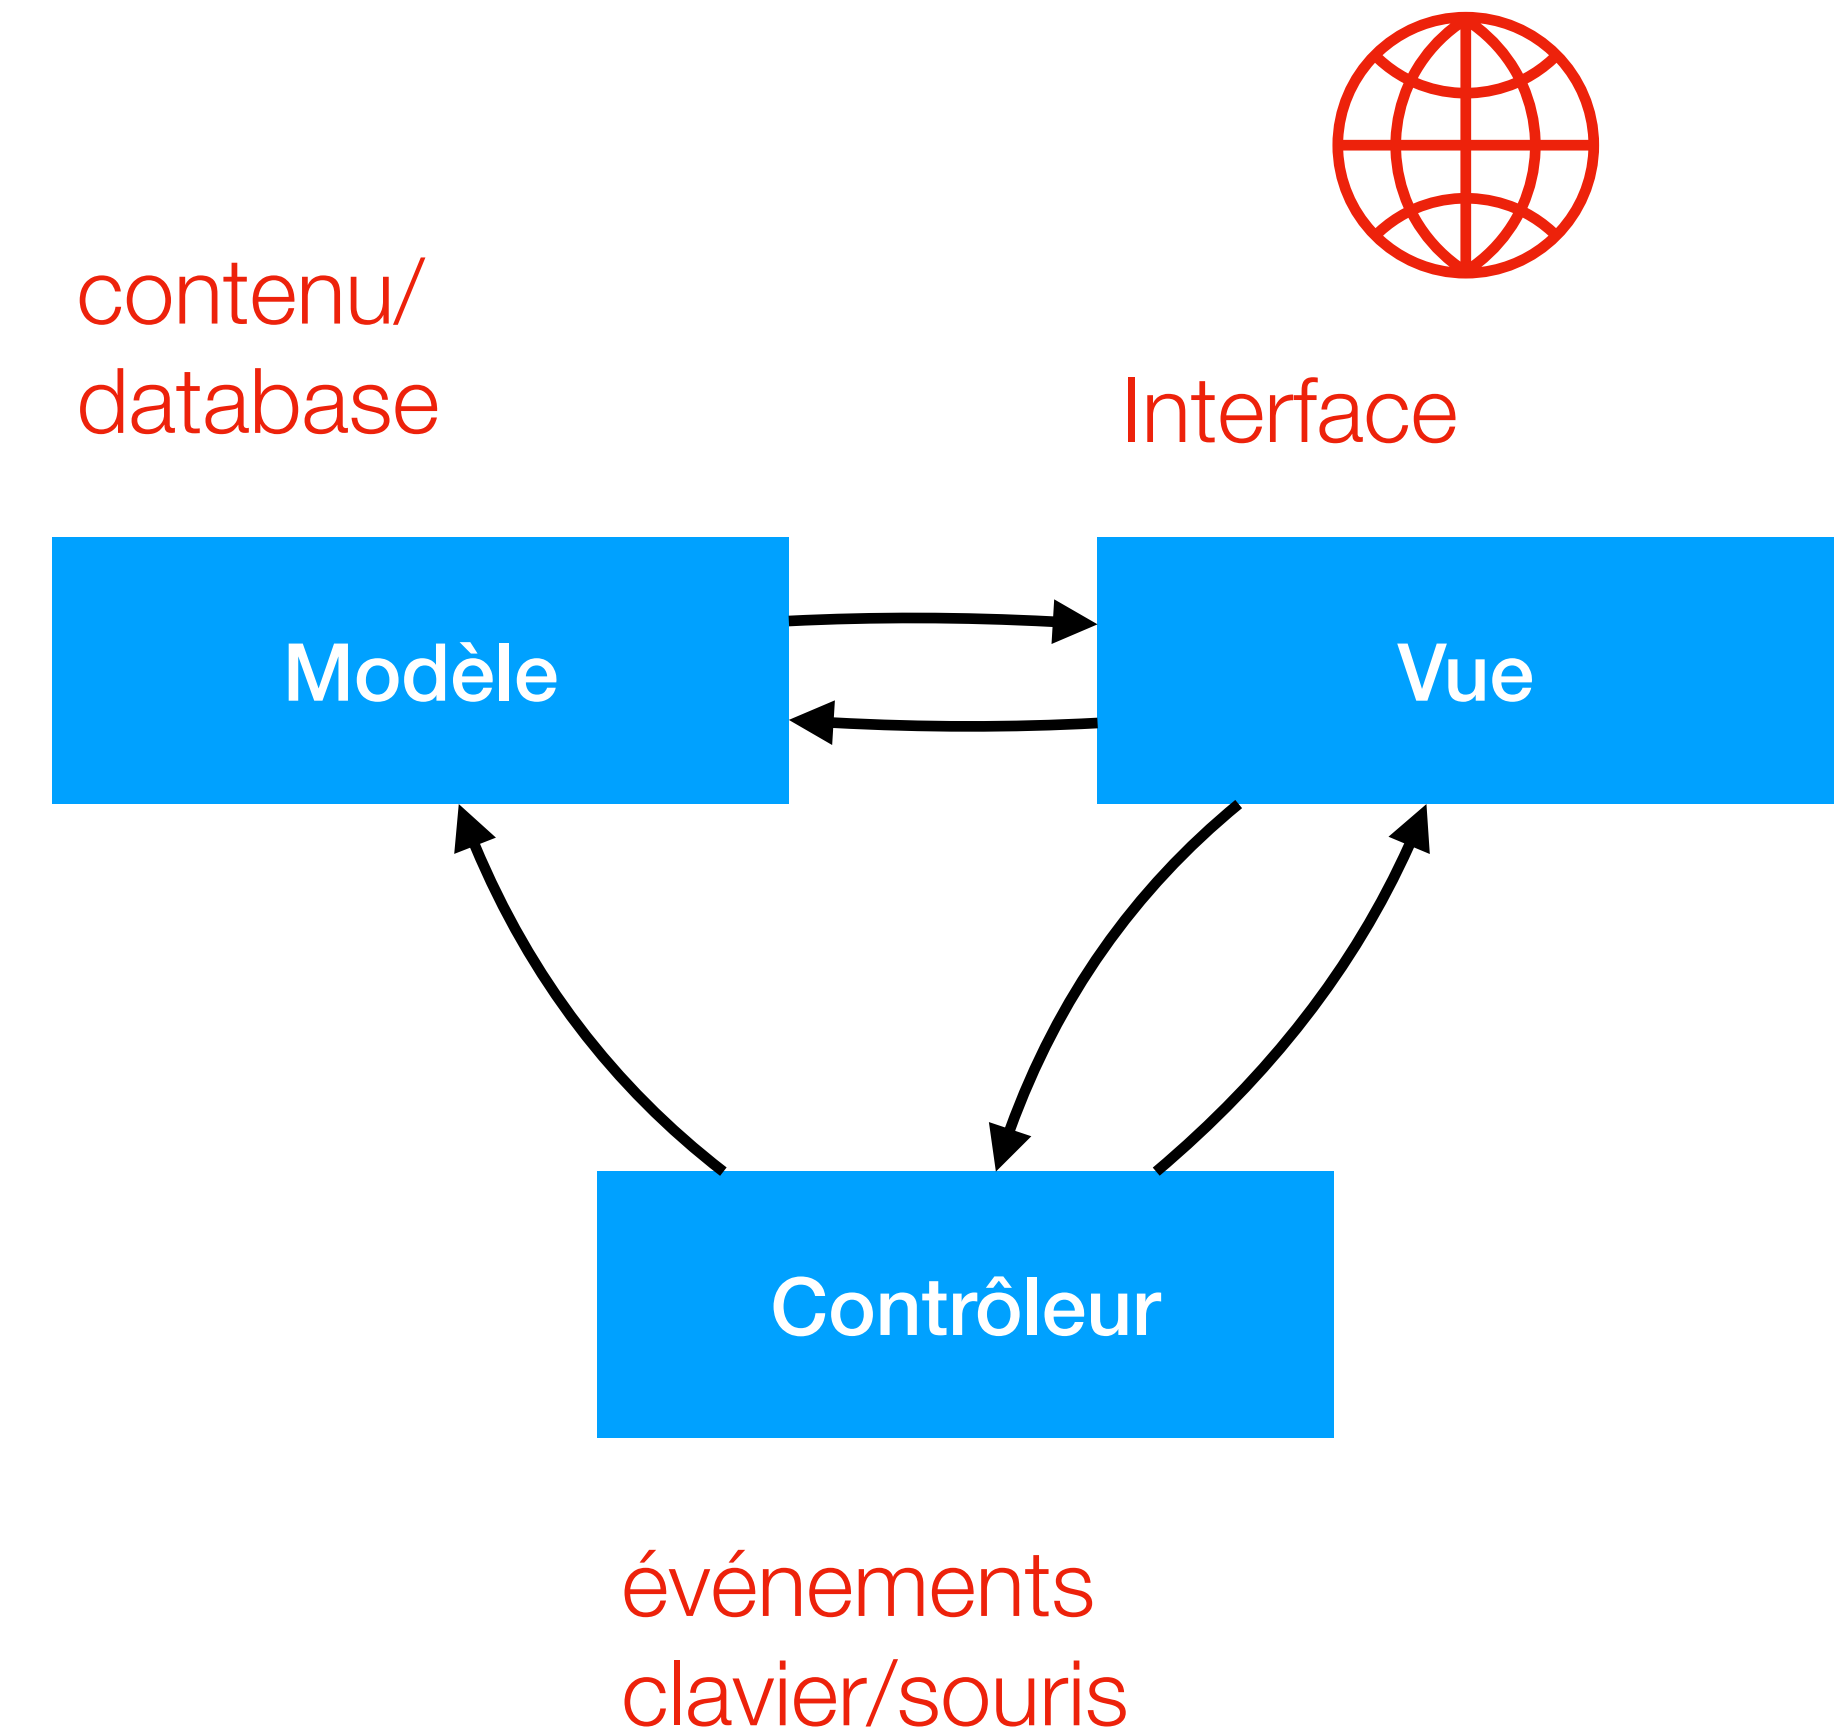 contenu/
database
Interface
Modèle
Vue
Contrôleur
événements
clavier/souris